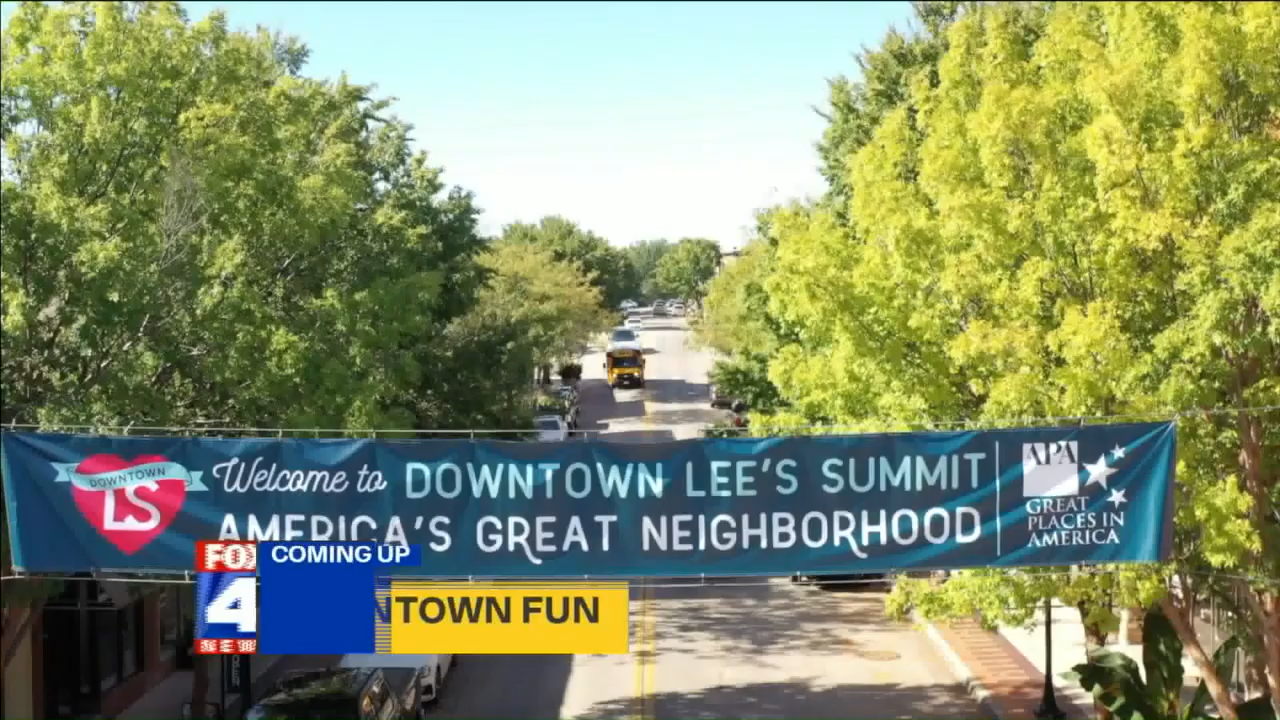 DOWNTOWN
LS
Welcome to DOWNTOWN LEE'S SUMMIT
AMERICA'S GREAT NEIGHBORHOOD
APA
GREAT
PLACES IN
AMERICA
FOX
4
COMING UP
NTOWN FUN